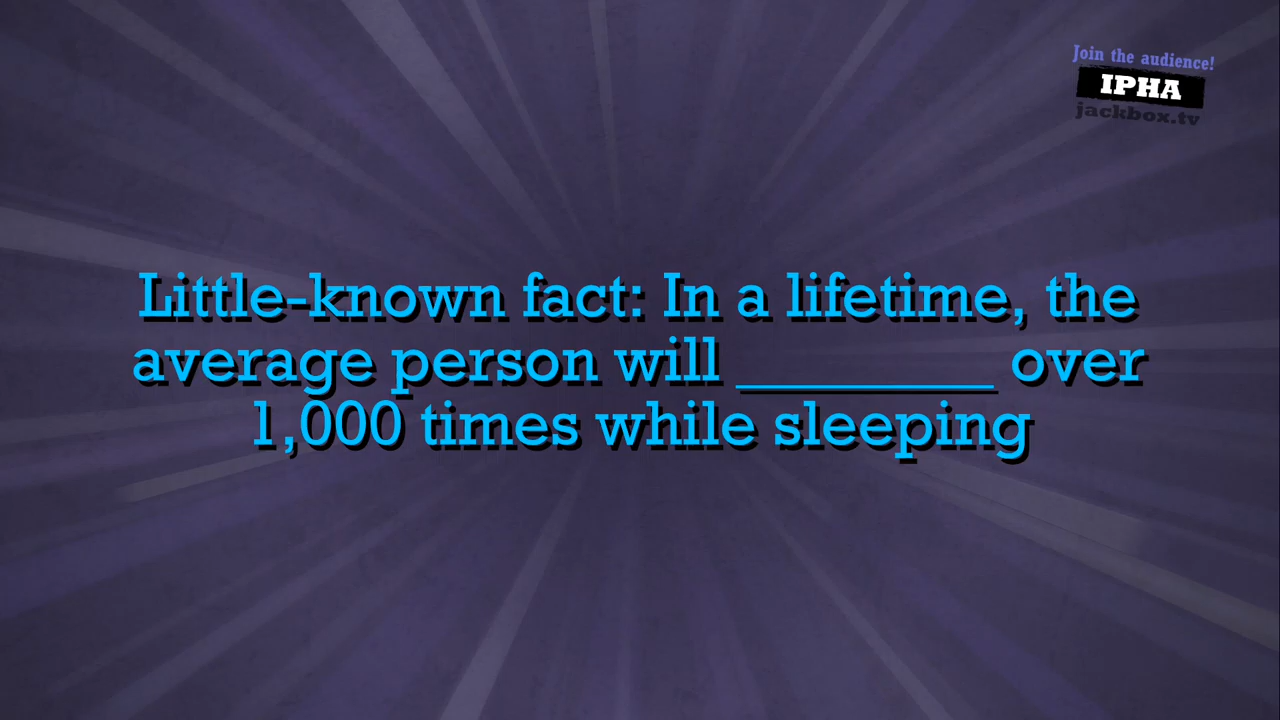 Join the audience!
IPHA
jackbox.tv
Little-known fact: In a lifetime, the
average person will ________ over
1,000 times while sleeping